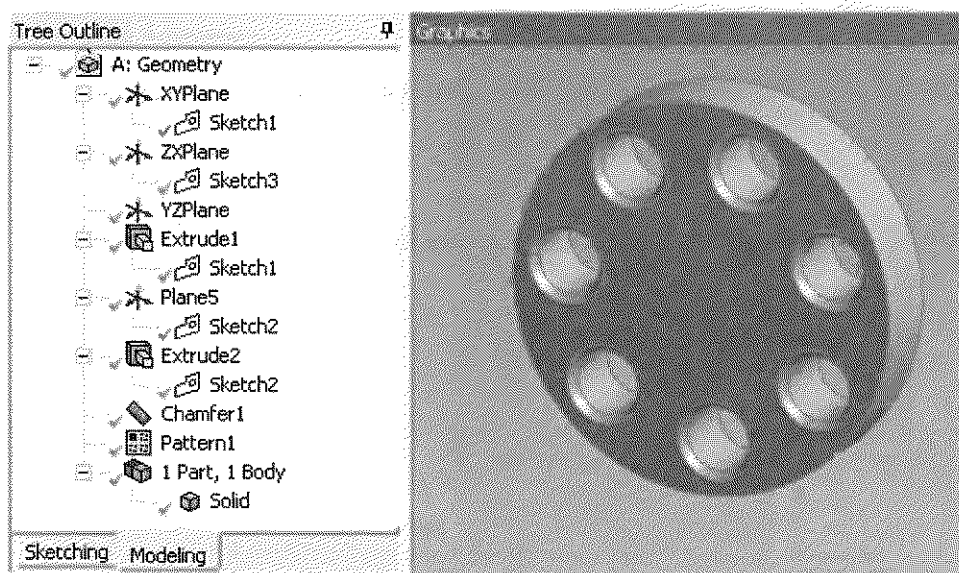 Tree Outline
Graphics
A: Geometry
XYPlane
Sketch1
ZXPlane
Sketch3
YZPlane
Extrude1
Sketch1
Plane5
Sketch2
Extrude2
Sketch2
Chamfer1
Pattern1
1 Part, 1 Body
Solid
Sketching Modeling